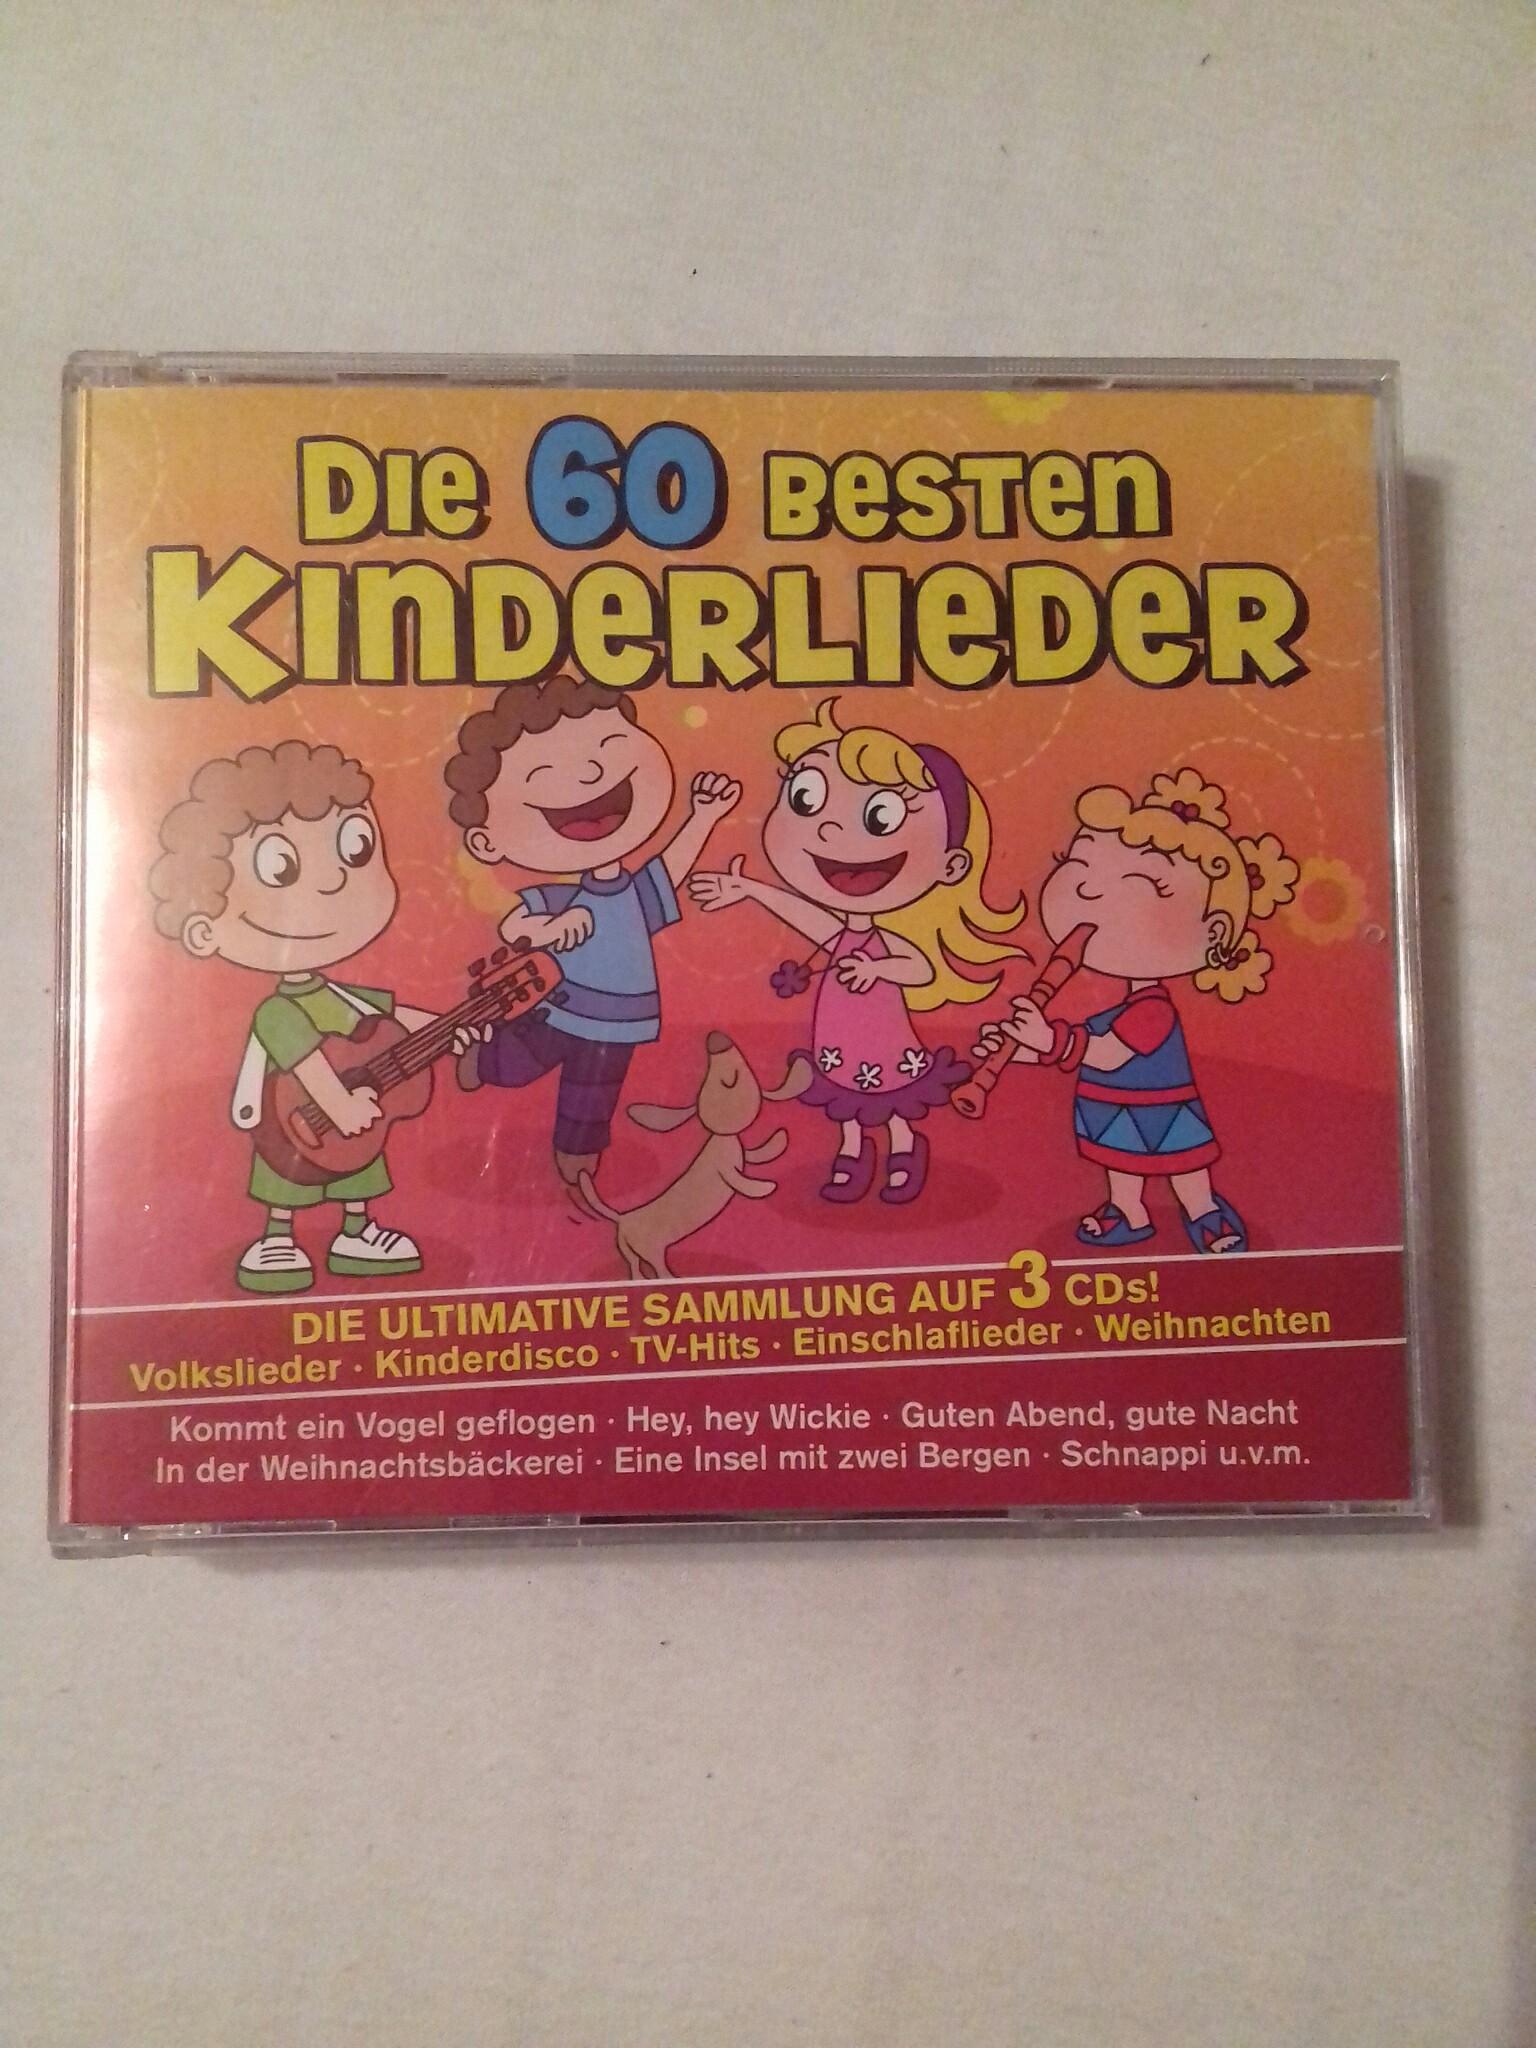 Die 60 besten
Kinderlieder
DIE ULTIMATIVE SAMMLUNG AUF 3 CDs!
Volkslieder · Kinderdisco · TV-Hits · Einschlaflieder · Weihnachten
Kommt ein Vogel geflogen · Hey, hey Wickie · Guten Abend, gute Nacht
In der Weihnachtsbäckerei · Eine Insel mit zwei Bergen · Schnappi u.v.m.